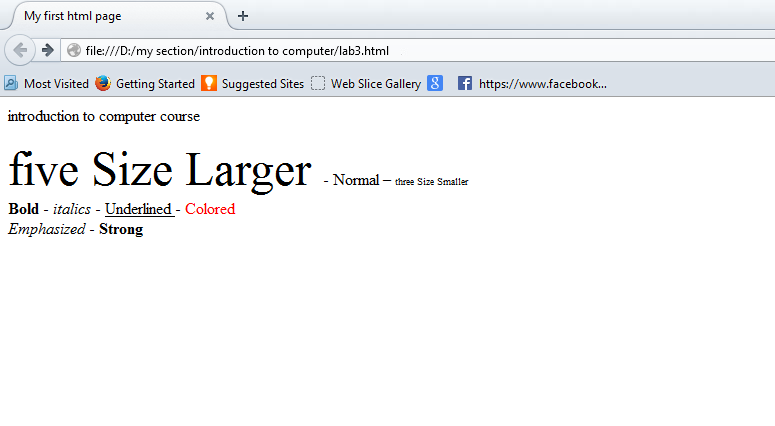 My first html page
file:///D:/my section/introduction to computer/lab3.html
Most Visited Getting Started Suggested Sites Web Slice Gallery 8 f https://www.facebook...
introduction to computer course
five Size Larger - Normal – three Size Smaller
Bold - italics - Underlined - Colored
Emphasized - Strong